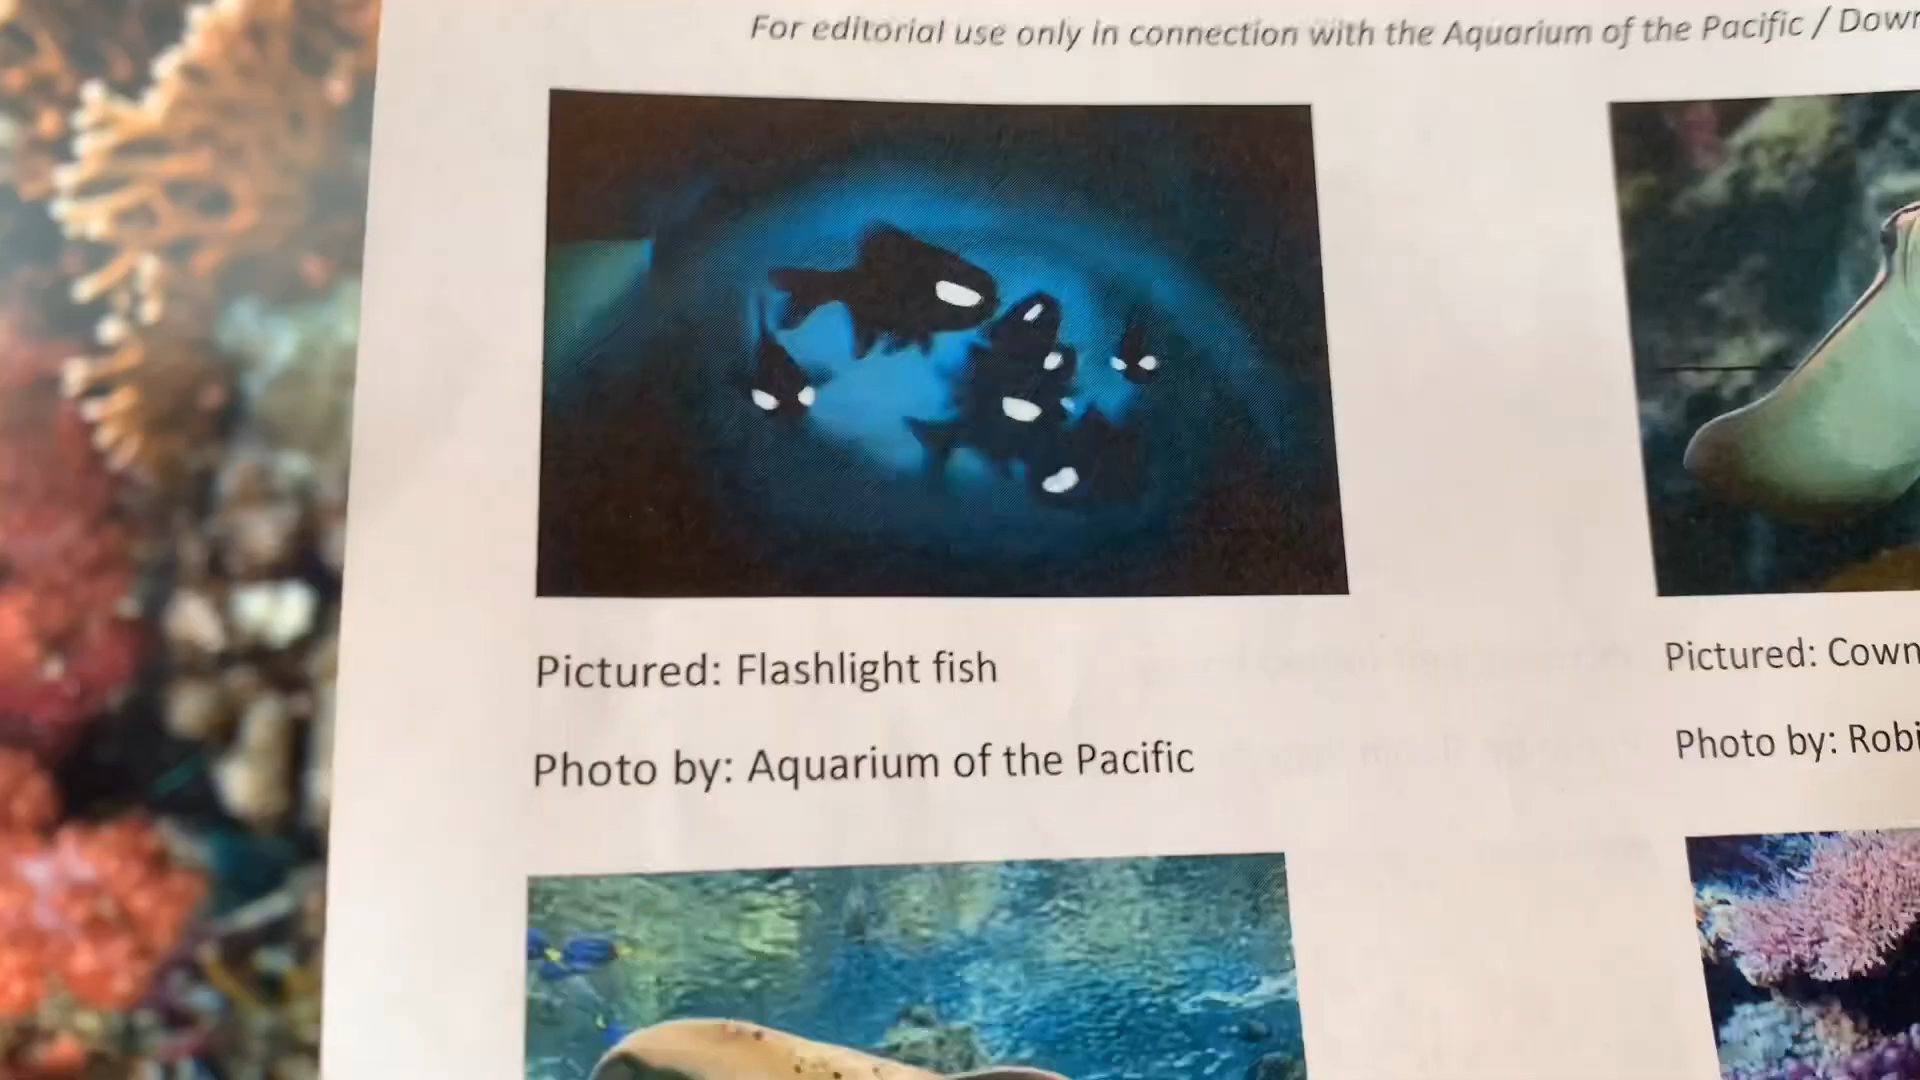 For editorial use only in connection with the Aquarium of the Pacific /
Pictured: Flashlight fish
Photo by: Aquarium of the Pacific
Pictured:
Photo by: